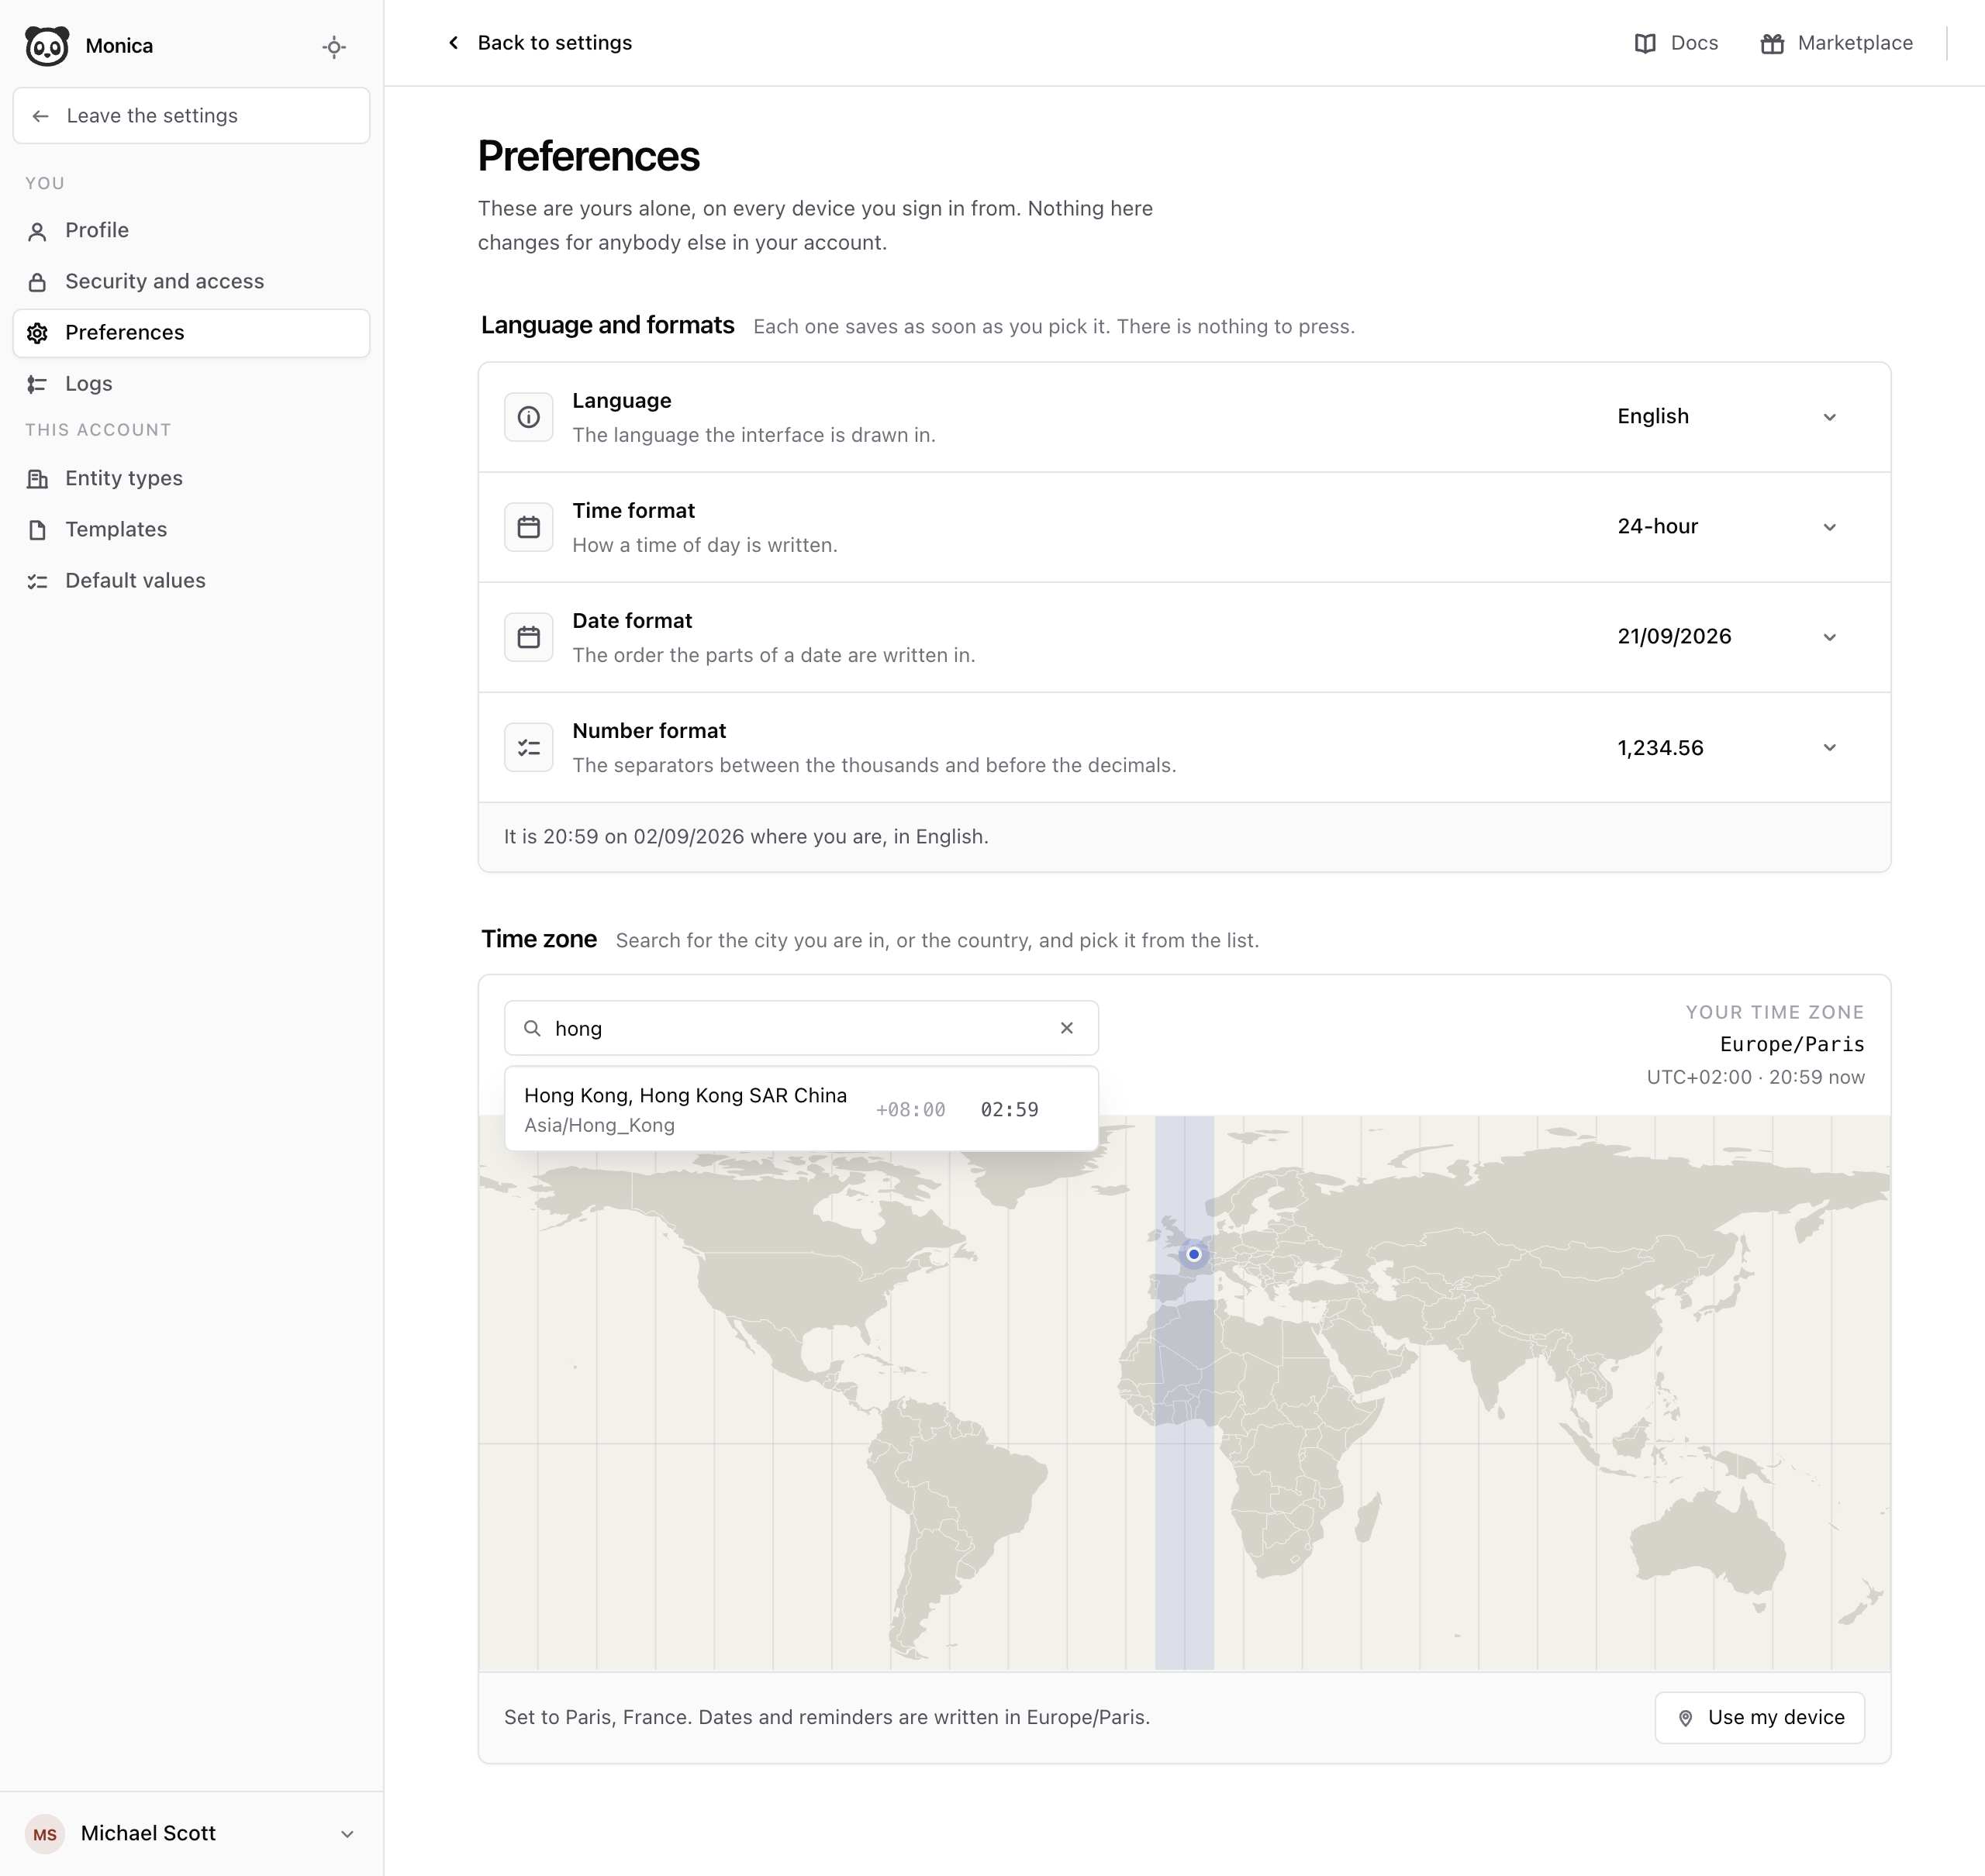 Monica
Leave the settings
YOU
Profile
Security and access
Preferences
Logs
THIS ACCOUNT
Entity types
Templates
Default values
MS
Michael Scott
Back to settings
Docs
Marketplace
Preferences
These are yours alone, on every device you sign in from. Nothing here
changes for anybody else in your account.
Language and formats Each one saves as soon as you pick it. There is nothing to press.
Language
The language the interface is drawn in.
English
Time format
How a time of day is written.
24-hour
Date format
The order the parts of a date are written in.
21/09/2026
Number format
The separators between the thousands and before the decimals.
1,234.56
It is 20:59 on 02/09/2026 where you are, in English.
Time zone Search for the city you are in, or the country, and pick it from the list.
hong
Hong Kong, Hong Kong SAR China
Asia/Hong_Kong
+08:00 02:59
YOUR TIME ZONE
Europe/Paris
UTC+02:00 · 20:59 now
Set to Paris, France. Dates and reminders are written in Europe/Paris.
Use my device